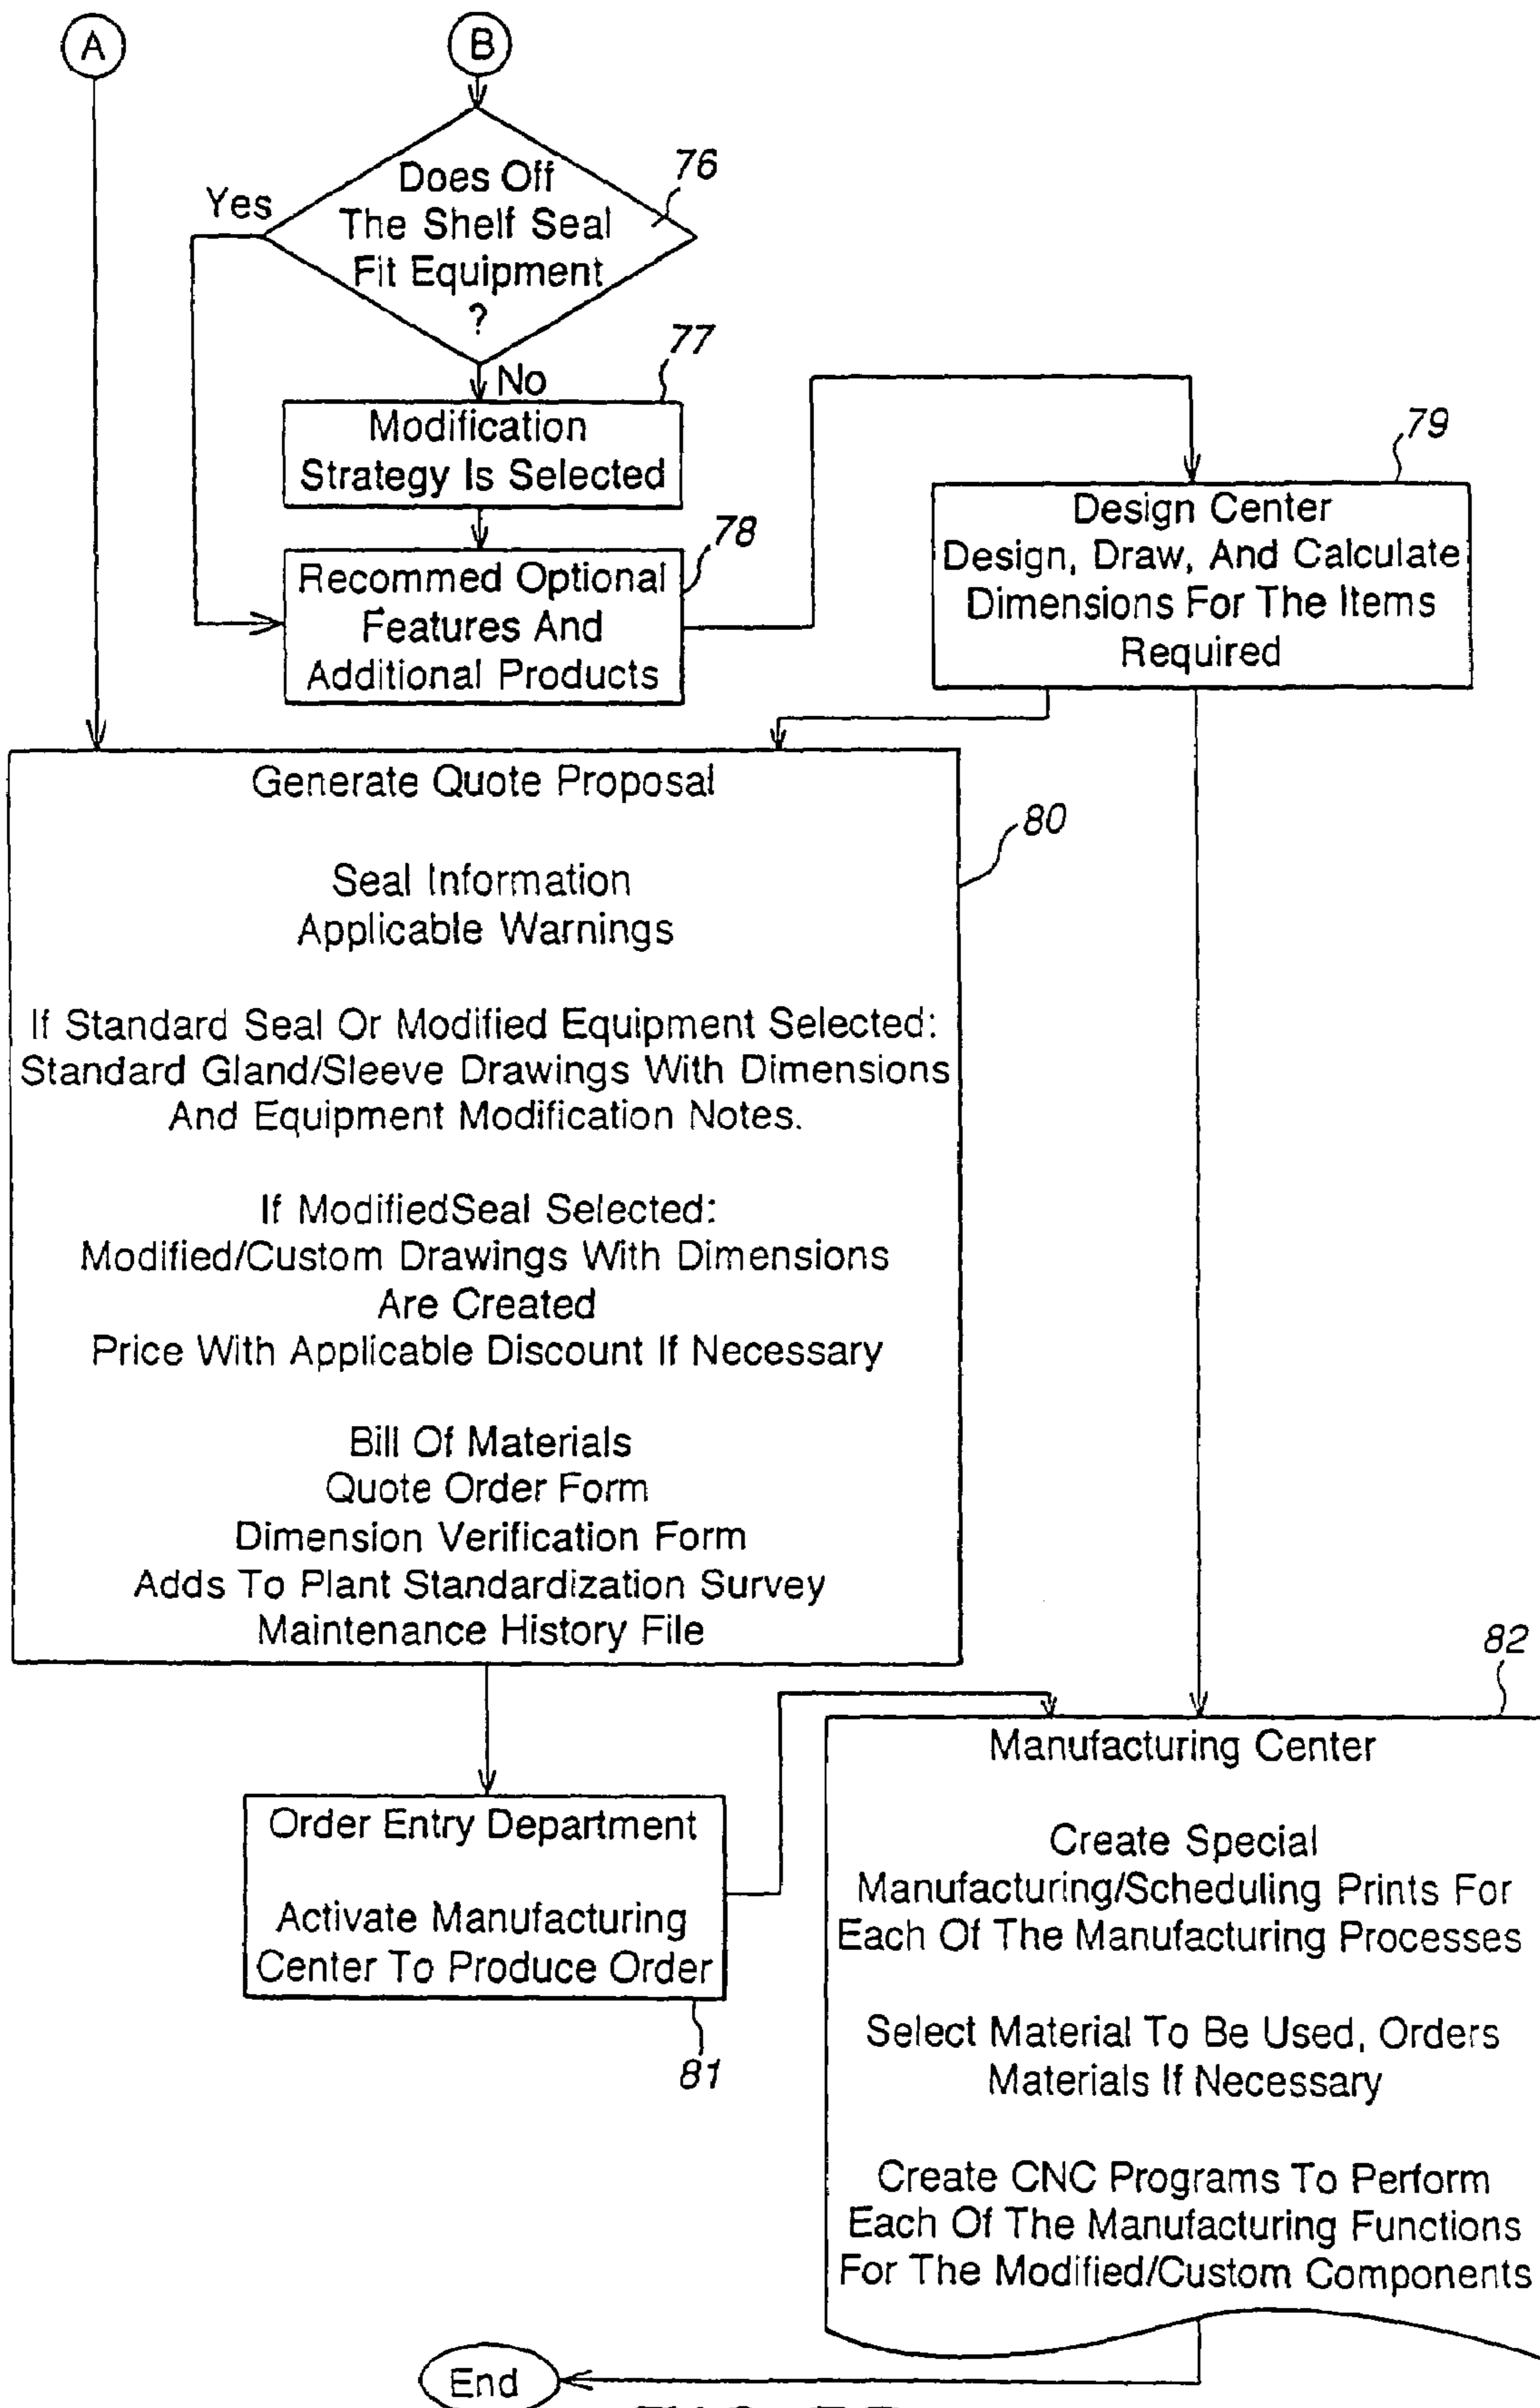 A
B
Does Off
The Shelf Seal
Fit Equipment
?
76
Yes
No
77
Modification
Strategy Is Selected
78
Recommed Optional
Features And
Additional Products
79
Design Center
Design, Draw, And Calculate
Dimensions For The Items
Required
Generate Quote Proposal
80
Seal Information
Applicable Warnings
If Standard Seal Or Modified Equipment Selected:
Standard Gland/Sleeve Drawings With Dimensions
And Equipment Modification Notes.
If ModifiedSeal Selected:
Modified/Custom Drawings With Dimensions
Are Created
Price With Applicable Discount If Necessary
Bill Of Materials
Quote Order Form
Dimension Verification Form
Adds To Plant Standardization Survey
Maintenance History File
Order Entry Department
Activate Manufacturing
Center To Produce Order
81
82
Manufacturing Center
Create Special
Manufacturing/Scheduling Prints For
Each Of The Manufacturing Processes
Select Material To Be Used, Orders
Materials If Necessary
Create CNC Programs To Perform
Each Of The Manufacturing Functions
For The Modified/Custom Components
End